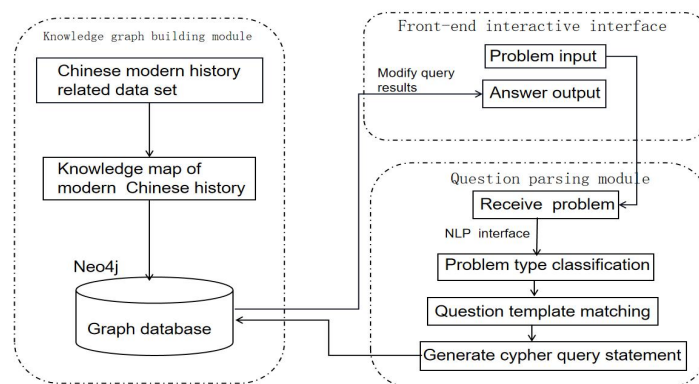 Knowledge graph building module
Chinese modern history
related data set
Knowledge map of
modern Chinese history
Neo4j
Graph database
Front-end interactive interface
Problem input
Modify query
results
Answer output
Question parsing module
Receive problem
NLP interface
Problem type classification
Question template matching
Generate cypher query statement